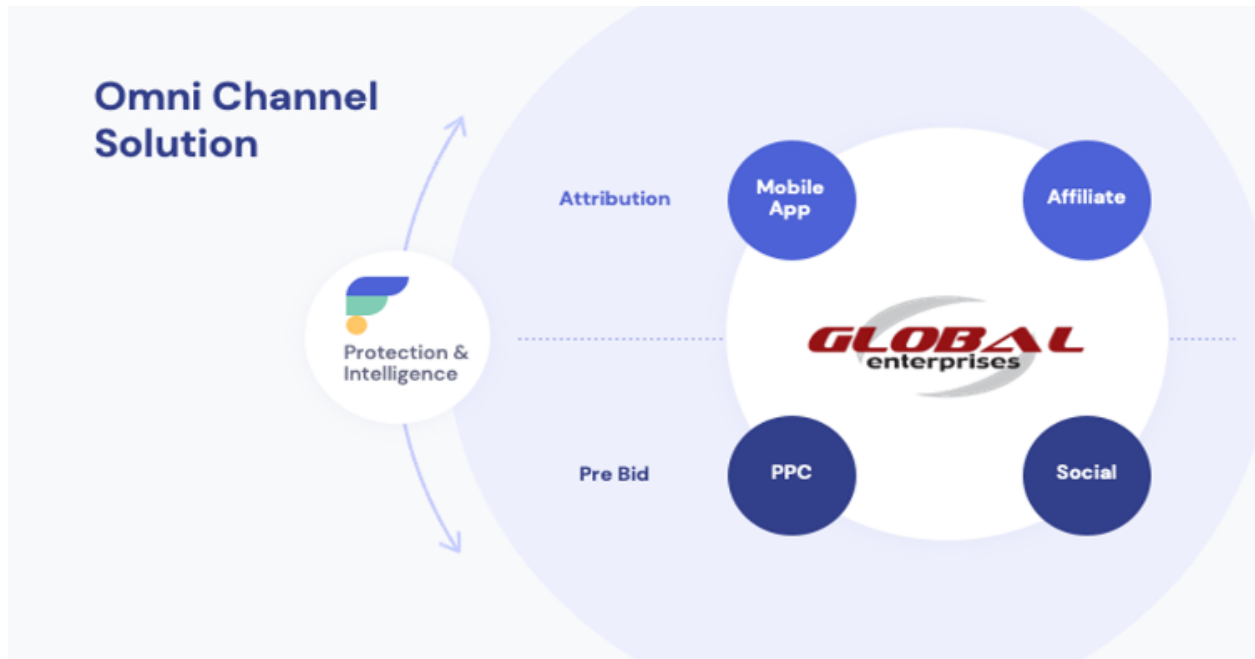 Omni Channel
Solution
Attribution
Mobile
App
Affiliate
Protection &
Intelligence
GLOBAL
enterprises
Pre Bid
PPC
Social